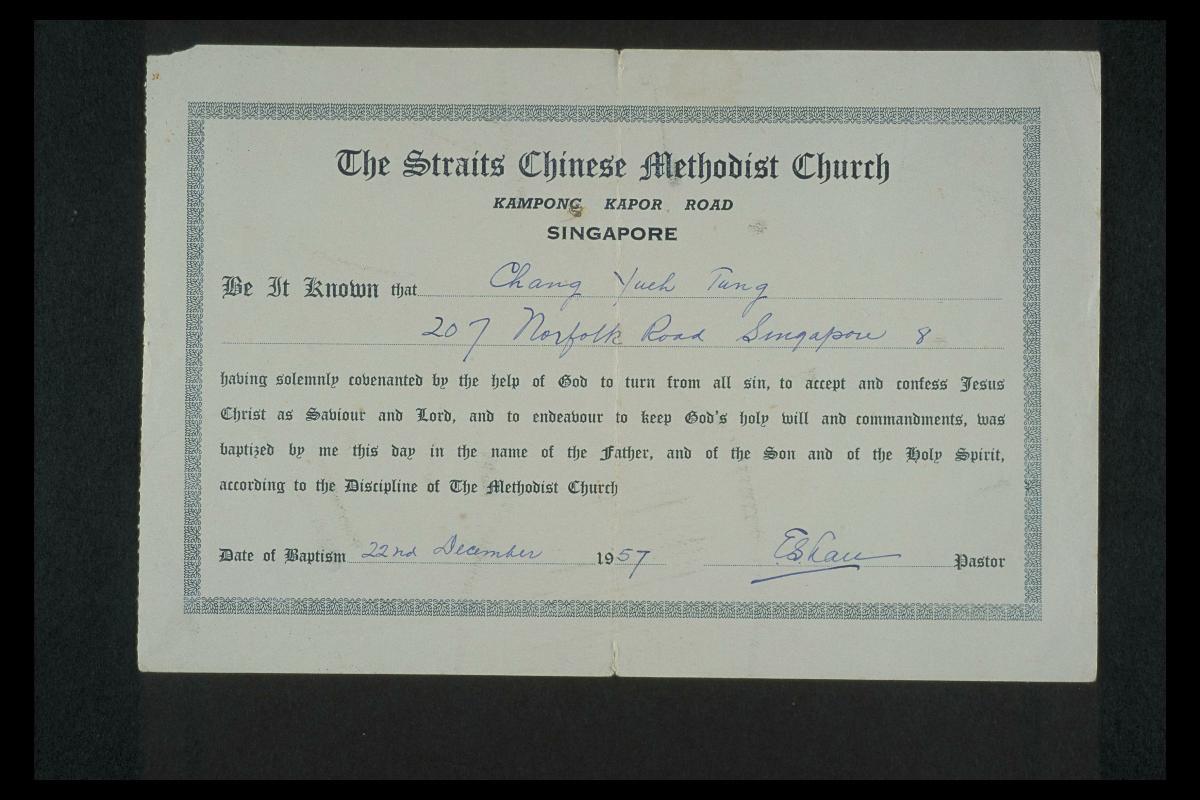 The Straits Chinese Methodist Church
KAMPONG KAPOR ROAD
SINGAPORE
Be It Known that Chang Yueh Tung
207 Norfolk Road Singapore 8
having solemnly covenanted by the help of God to turn from all sin, to accept and confess Jesus
Christ as Saviour and Lord, and to endeavour to keep God's holy will and commandments, was
baptized by me this day in the name of the Father, and of the Son and of the Holy Spirit,
according to the Discipline of The Methodist Church
Date of Baptism 22nd December 1957 Pastor